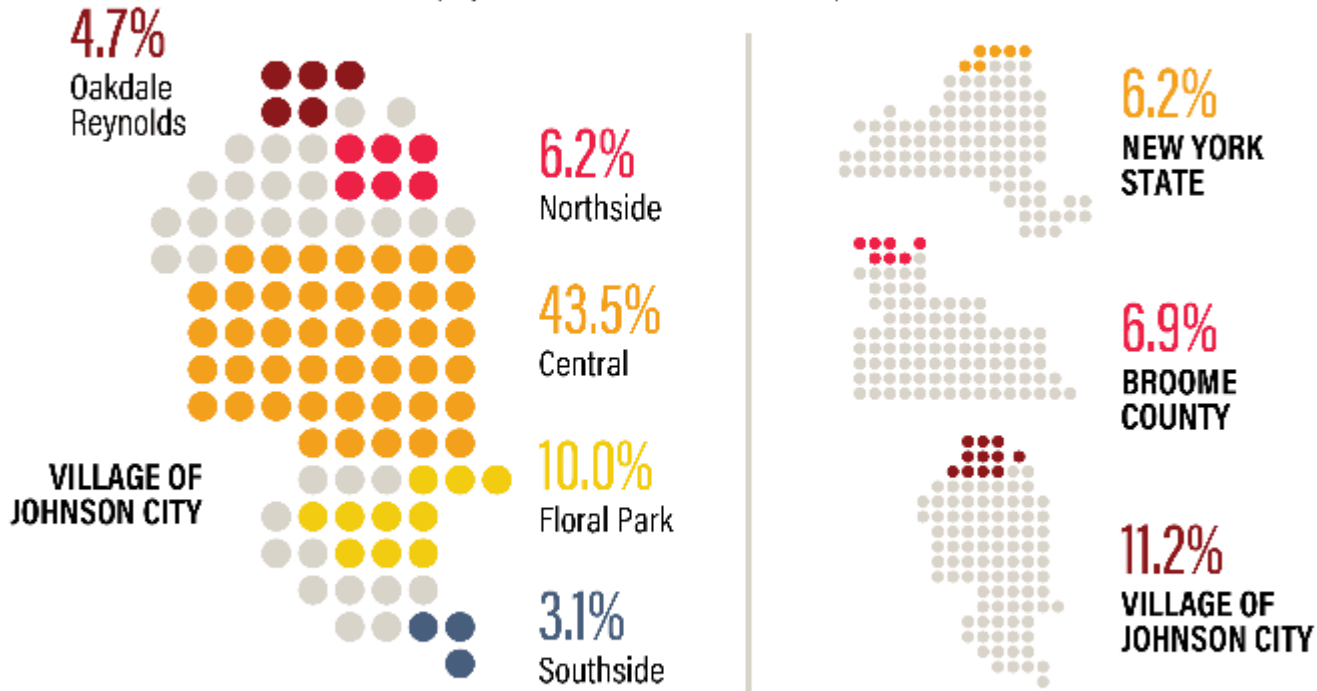 4.7%
Oakdale
Reynolds
6.2%
Northside
43.5%
Central
10.0%
Floral Park
3.1%
Southside
VILLAGE OF
JOHNSON CITY
6.2%
NEW YORK
STATE
6.9%
BROOME
COUNTY
11.2%
VILLAGE OF
JOHNSON CITY